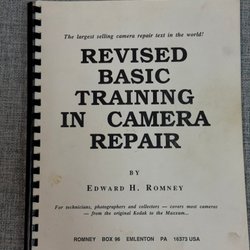 The largest selling camera repair text in the world!
REVISED
BASIC
TRAINING
IN CAMERA
REPAIR
BY
EDWARD H. ROMNEY
For technicians, photographers and collectors — covers most cameras
— from the original Kodak to the Maxxum...
ROMNEY BOX 96 EMLENTON PA 16373 USA